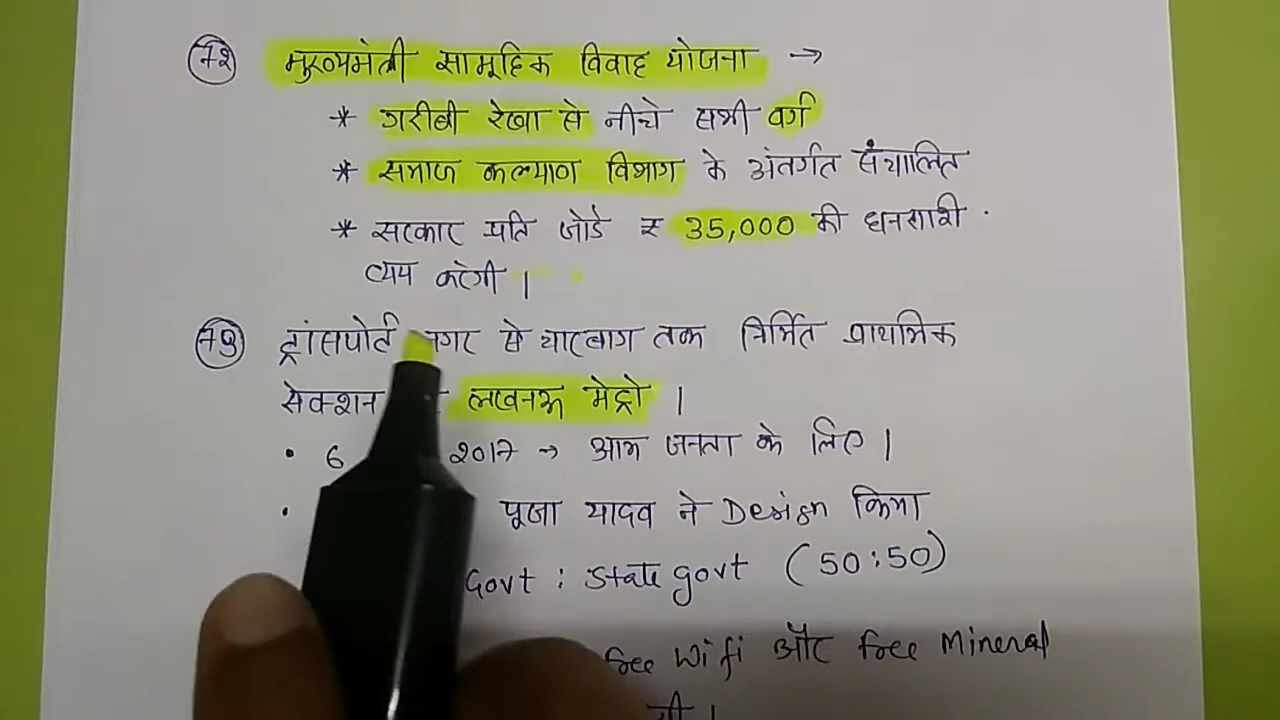 72 मुख्यमंत्री सामूहिक विवाह योजना →
* गरीबी रेखा से नीचे सभी वर्ग
* समाज कल्याण विभाग के अंतर्गत संचालित
* सरकार प्रति जोडे ₹ 35,000 की धनराशी
व्यय करेगी ।
73 ट्रांसपोर्ट नगर से चारबाग तक निर्मित प्राथमिक
सेक्शन लखनऊ मेट्रो ।
• 6 2017 → आम जनता के लिए ।
• पूजा यादव ने Design किया
Govt : State govt (50:50)
free Wifi और free Mineral